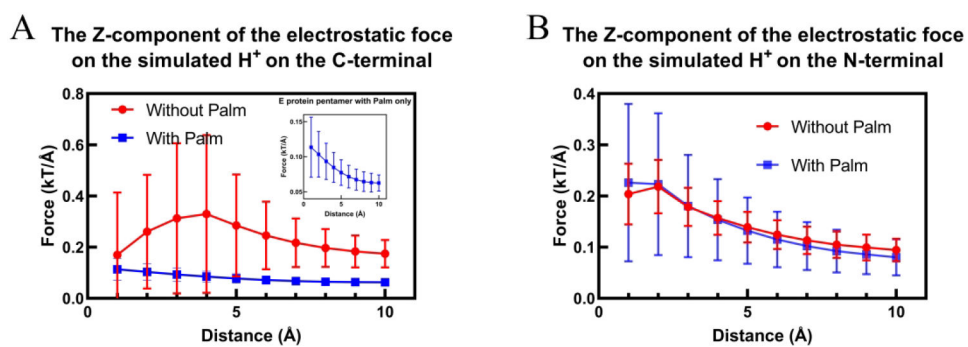 A
The Z-component of the electrostatic foce
on the simulated H+ on the C-terminal
0.8
0.6
0.4
0.2
0.0
Force (kT/Å)
Without Palm
With Palm
E protein pentamer with Palm only
0.15
0.10
0.05
Force (kT/Å)
0
5
10
Distance (Å)
0
5
10
Distance (Å)
B
The Z-component of the electrostatic foce
on the simulated H+ on the N-terminal
0.4
0.3
0.2
0.1
0.0
Force (kT/Å)
Without Palm
With Palm
0
5
10
Distance (Å)